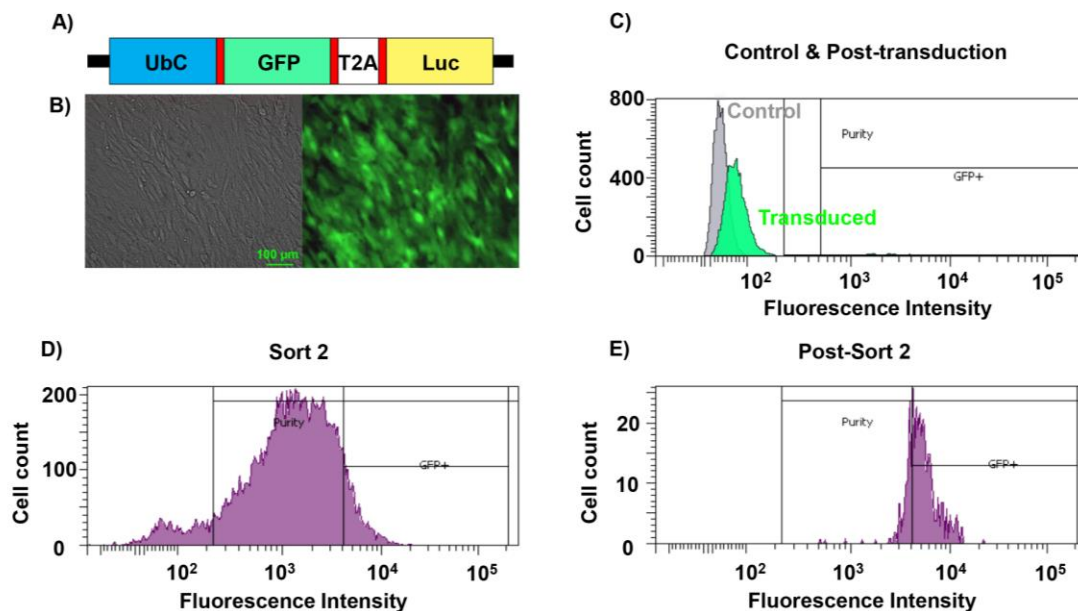 A)
UbC GFP T2A Luc
B)
100 µm
C)
Control & Post-transduction
Cell count
800
400
0
Control
Purity
GFP+
Transduced
10² 10³ 10⁴ 10⁵
Fluorescence Intensity
D)
Sort 2
Cell count
200
100
0
Purity
GFP+
10² 10³ 10⁴ 10⁵
Fluorescence Intensity
E)
Post-Sort 2
Cell count
20
10
0
Purity
GFP+
10² 10³ 10⁴ 10⁵
Fluorescence Intensity